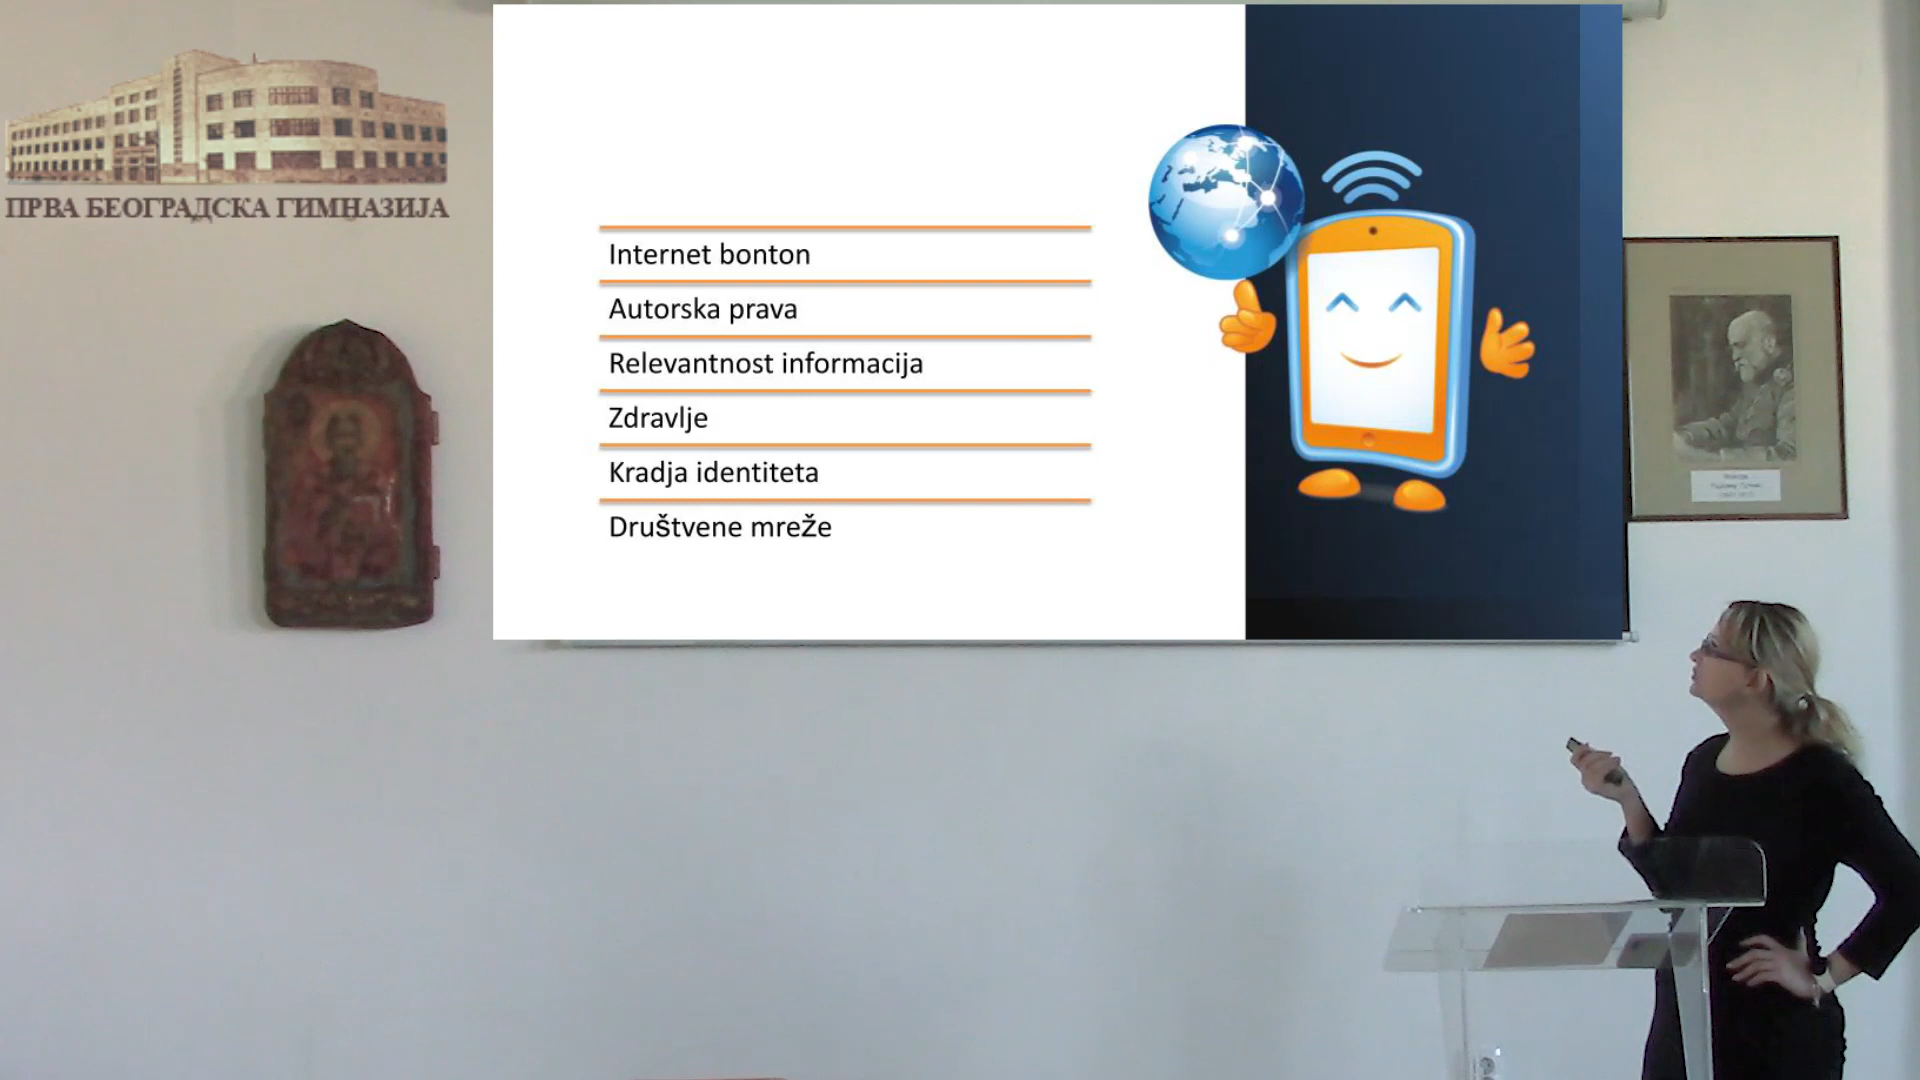 ПРВА БЕОГРАДСКА ГИМНАЗИЈА
Internet bonton
Autorska prava
Relevantnost informacija
Zdravlje
Kradja identiteta
Društvene mreže